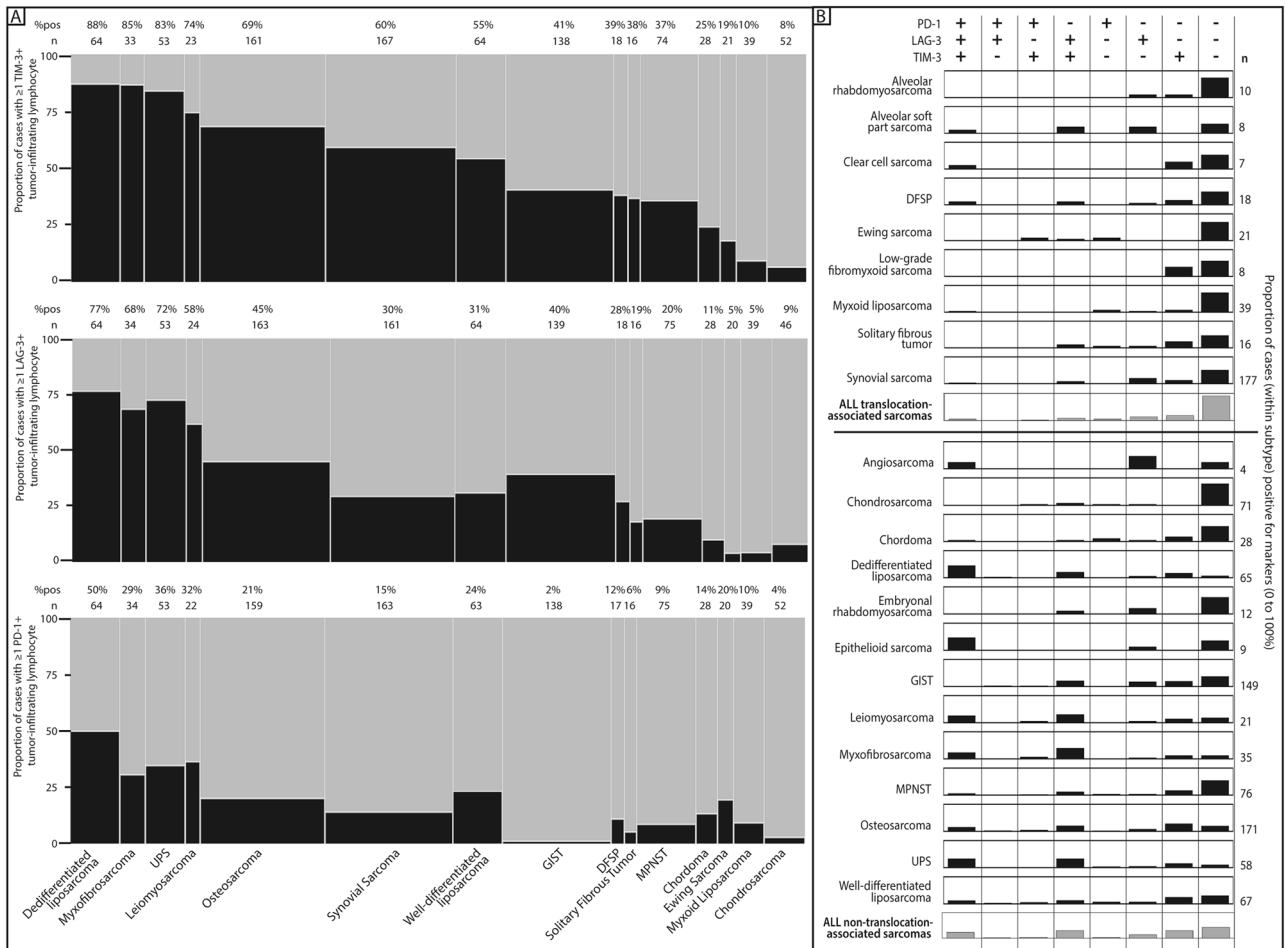 A
%pos 88% 85% 83% 74% 69% 60% 55% 41% 39% 38% 37% 25% 19% 10% 8%
n 64 33 53 23 161 167 64 138 18 16 74 28 21 39 52
Proportion of cases with ≥1 TIM-3+
tumor-infiltrating lymphocyte
100
75
50
25
0
%pos 77% 68% 72% 58% 45% 30% 31% 40% 28% 19% 20% 11% 5% 5% 9%
n 64 34 53 24 163 161 64 139 18 16 75 28 20 39 46
Proportion of cases with ≥1 LAG-3+
tumor-infiltrating lymphocyte
100
75
50
25
0
%pos 50% 29% 36% 32% 21% 15% 24% 2% 12% 6% 9% 14% 20% 10% 4%
n 64 34 53 22 159 163 63 138 17 16 75 28 20 39 52
Proportion of cases with ≥1 PD-1+
tumor-infiltrating lymphocyte
100
75
50
25
0
Dedifferentiated
liposarcoma
Myxofibrosarcoma
UPS
Leiomyosarcoma
Osteosarcoma
Synovial Sarcoma
Well-differentiated
liposarcoma
GIST
DFSP
Solitary Fibrous Tumor
MPNST
Chordoma
Ewing Sarcoma
Myxoid Liposarcoma
Chondrosarcoma
B
PD-1 + + + - + - - -
LAG-3 + + - + - + - -
TIM-3 + - + + - - + - n
Alveolar
rhabdomyosarcoma 10
Alveolar soft
part sarcoma 8
Clear cell sarcoma 7
DFSP 18
Ewing sarcoma 21
Low-grade
fibromyxoid sarcoma 8
Myxoid liposarcoma 39
Solitary fibrous
tumor 16
Synovial sarcoma 177
ALL translocation-
associated sarcomas
Angiosarcoma 4
Chondrosarcoma 71
Chordoma 28
Dedifferentiated
liposarcoma 65
Embryonal
rhabdomyosarcoma 12
Epithelioid sarcoma 9
GIST 149
Leiomyosarcoma 21
Myxofibrosarcoma 35
MPNST 76
Osteosarcoma 171
UPS 58
Well-differentiated
liposarcoma 67
ALL non-translocation-
associated sarcomas
Proportion of cases (within subtype) positive for markers (0 to 100%)